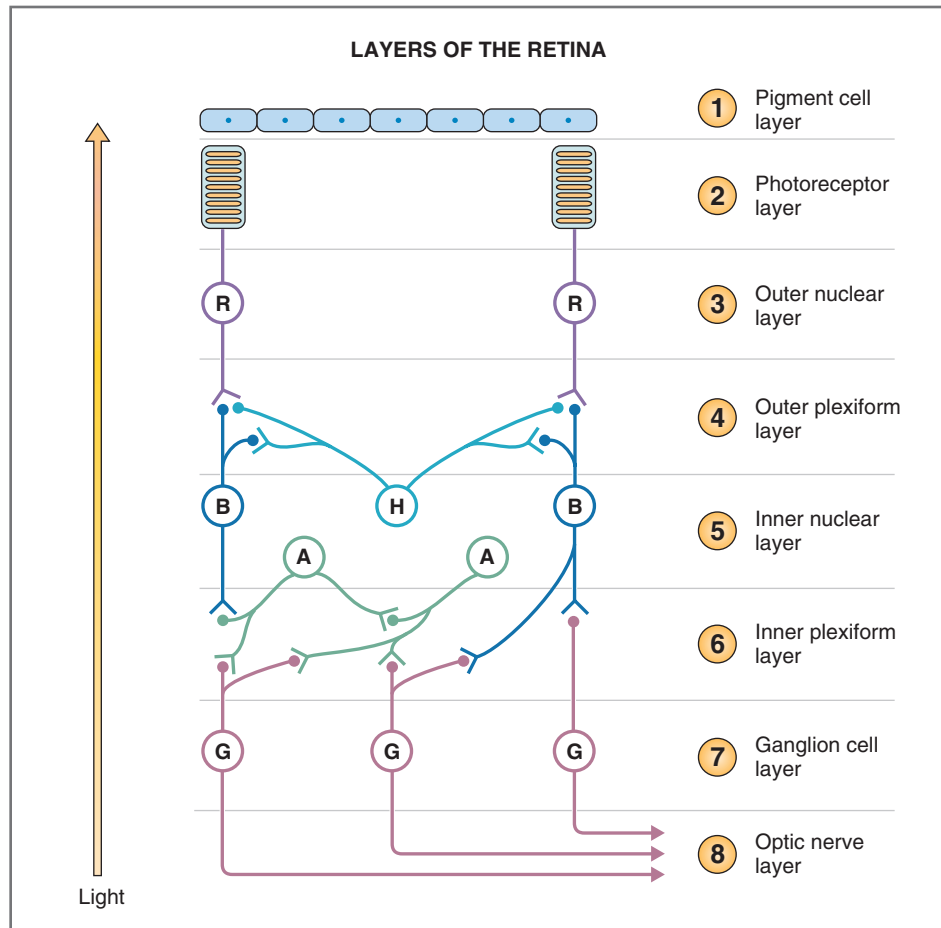 LAYERS OF THE RETINA
1 Pigment cell
layer
2 Photoreceptor
layer
R R 3 Outer nuclear
layer
4 Outer plexiform
layer
B H B 5 Inner nuclear
layer
A A
6 Inner plexiform
layer
G G G 7 Ganglion cell
layer
8 Optic nerve
layer
Light